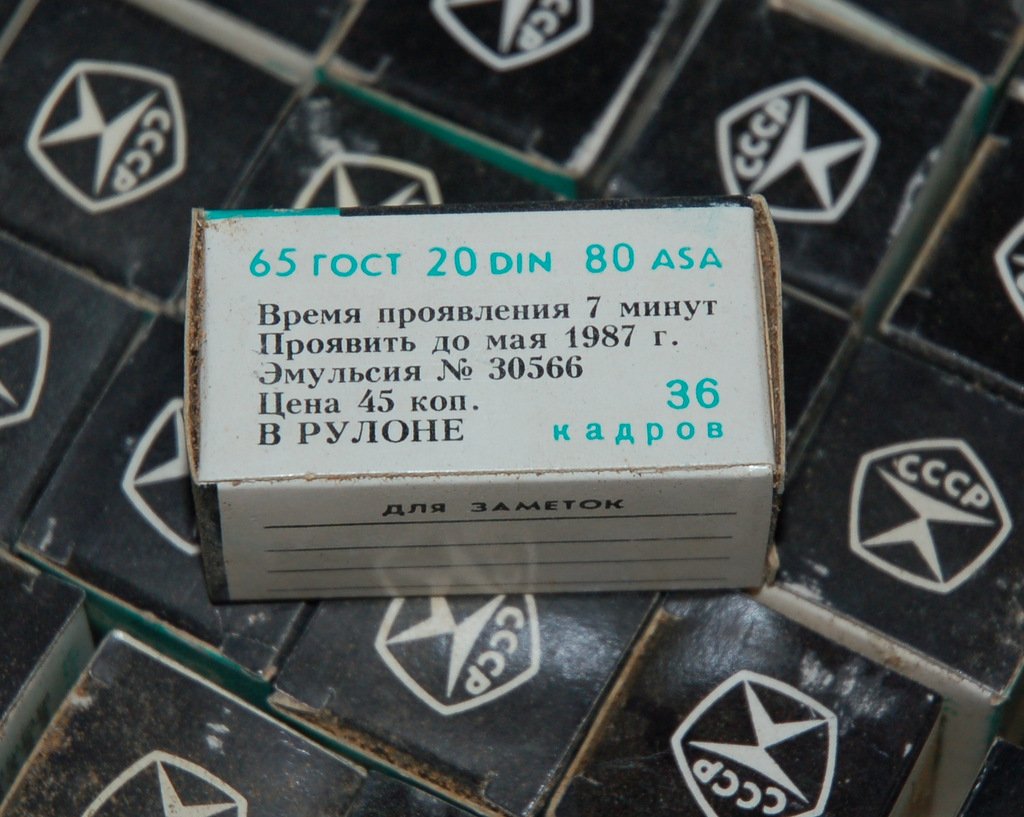 65 ГОСТ 20 DIN 80 ASA
Время проявления 7 минут
Проявить до мая 1987 г.
Эмульсия № 30566
Цена 45 коп.
В РУЛОНЕ
36
кадров
ДЛЯ ЗАМЕТОК
СССР
СССР
СССР
СССР
СССР
СССР